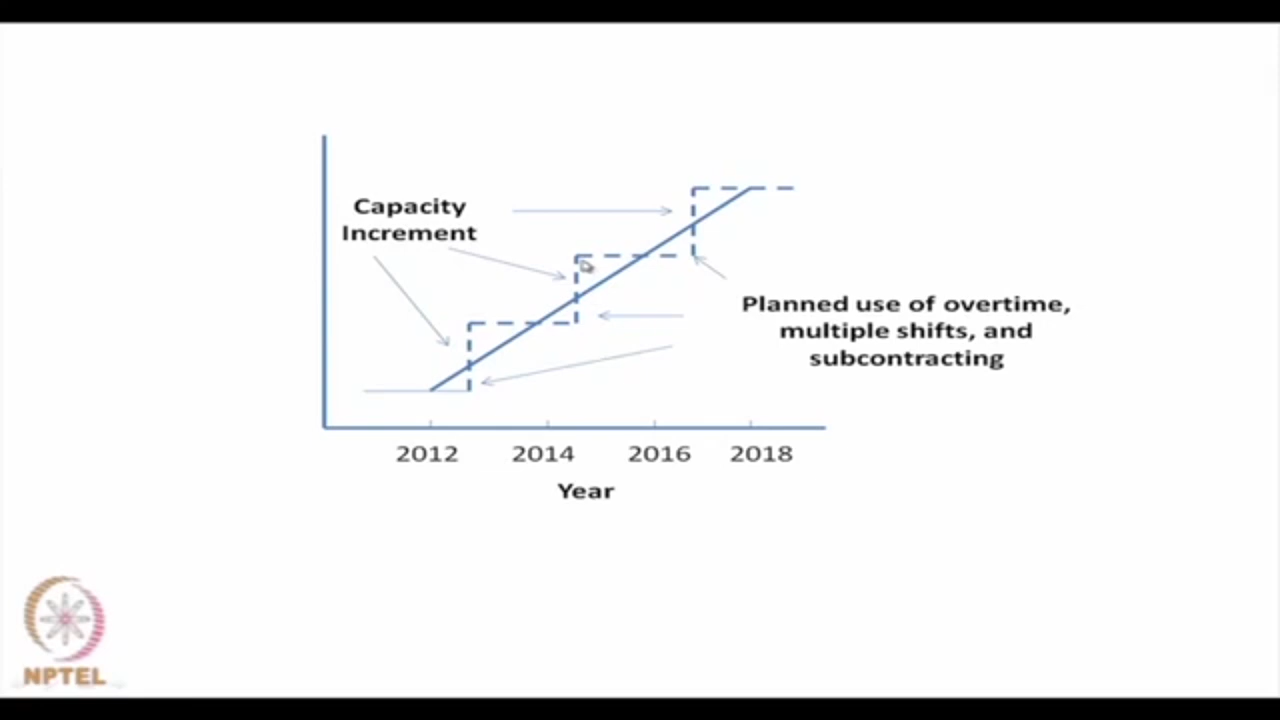 Capacity
Increment
Planned use of overtime,
multiple shifts, and
subcontracting
2012 2014 2016 2018
Year
NPTEL